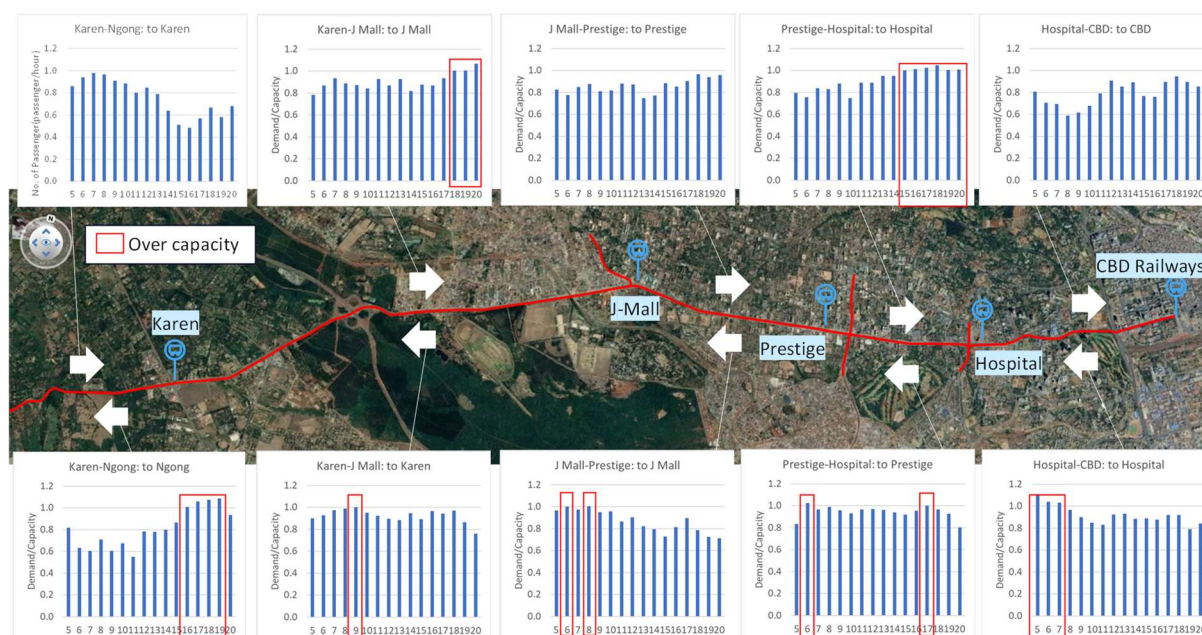 Karen-Ngong: to Karen
No. of Passenger(passenger/hour)
1.2
1.0
0.8
0.6
0.4
0.2
0.0
5 6 7 8 9 1011121314151617181920
Karen-J Mall: to J Mall
Demand/Capacity
1.2
1.0
0.8
0.6
0.4
0.2
0.0
5 6 7 8 9 1011121314151617181920
J Mall-Prestige: to Prestige
Demand/Capacity
1.2
1.0
0.8
0.6
0.4
0.2
0.0
5 6 7 8 9 1011121314151617181920
Prestige-Hospital: to Hospital
Demand/Capacity
1.2
1.0
0.8
0.6
0.4
0.2
0.0
5 6 7 8 9 1011121314151617181920
Hospital-CBD: to CBD
Demand/Capacity
1.2
1.0
0.8
0.6
0.4
0.2
0.0
5 6 7 8 9 1011121314151617181920
N
Over capacity
Karen
J-Mall
Prestige
Hospital
CBD Railways
Karen-Ngong: to Ngong
Demand/Capacity
1.2
1.0
0.8
0.6
0.4
0.2
0.0
5 6 7 8 9 1011121314151617181920
Karen-J Mall: to Karen
Demand/Capacity
1.2
1.0
0.8
0.6
0.4
0.2
0.0
5 6 7 8 9 1011121314151617181920
J Mall-Prestige: to J Mall
Demand/Capacity
1.2
1.0
0.8
0.6
0.4
0.2
0.0
5 6 7 8 9 1011121314151617181920
Prestige-Hospital: to Prestige
Demand/Capacity
1.2
1.0
0.8
0.6
0.4
0.2
0.0
5 6 7 8 9 1011121314151617181920
Hospital-CBD: to Hospital
Demand/Capacity
1.2
1.0
0.8
0.6
0.4
0.2
0.0
5 6 7 8 9 1011121314151617181920